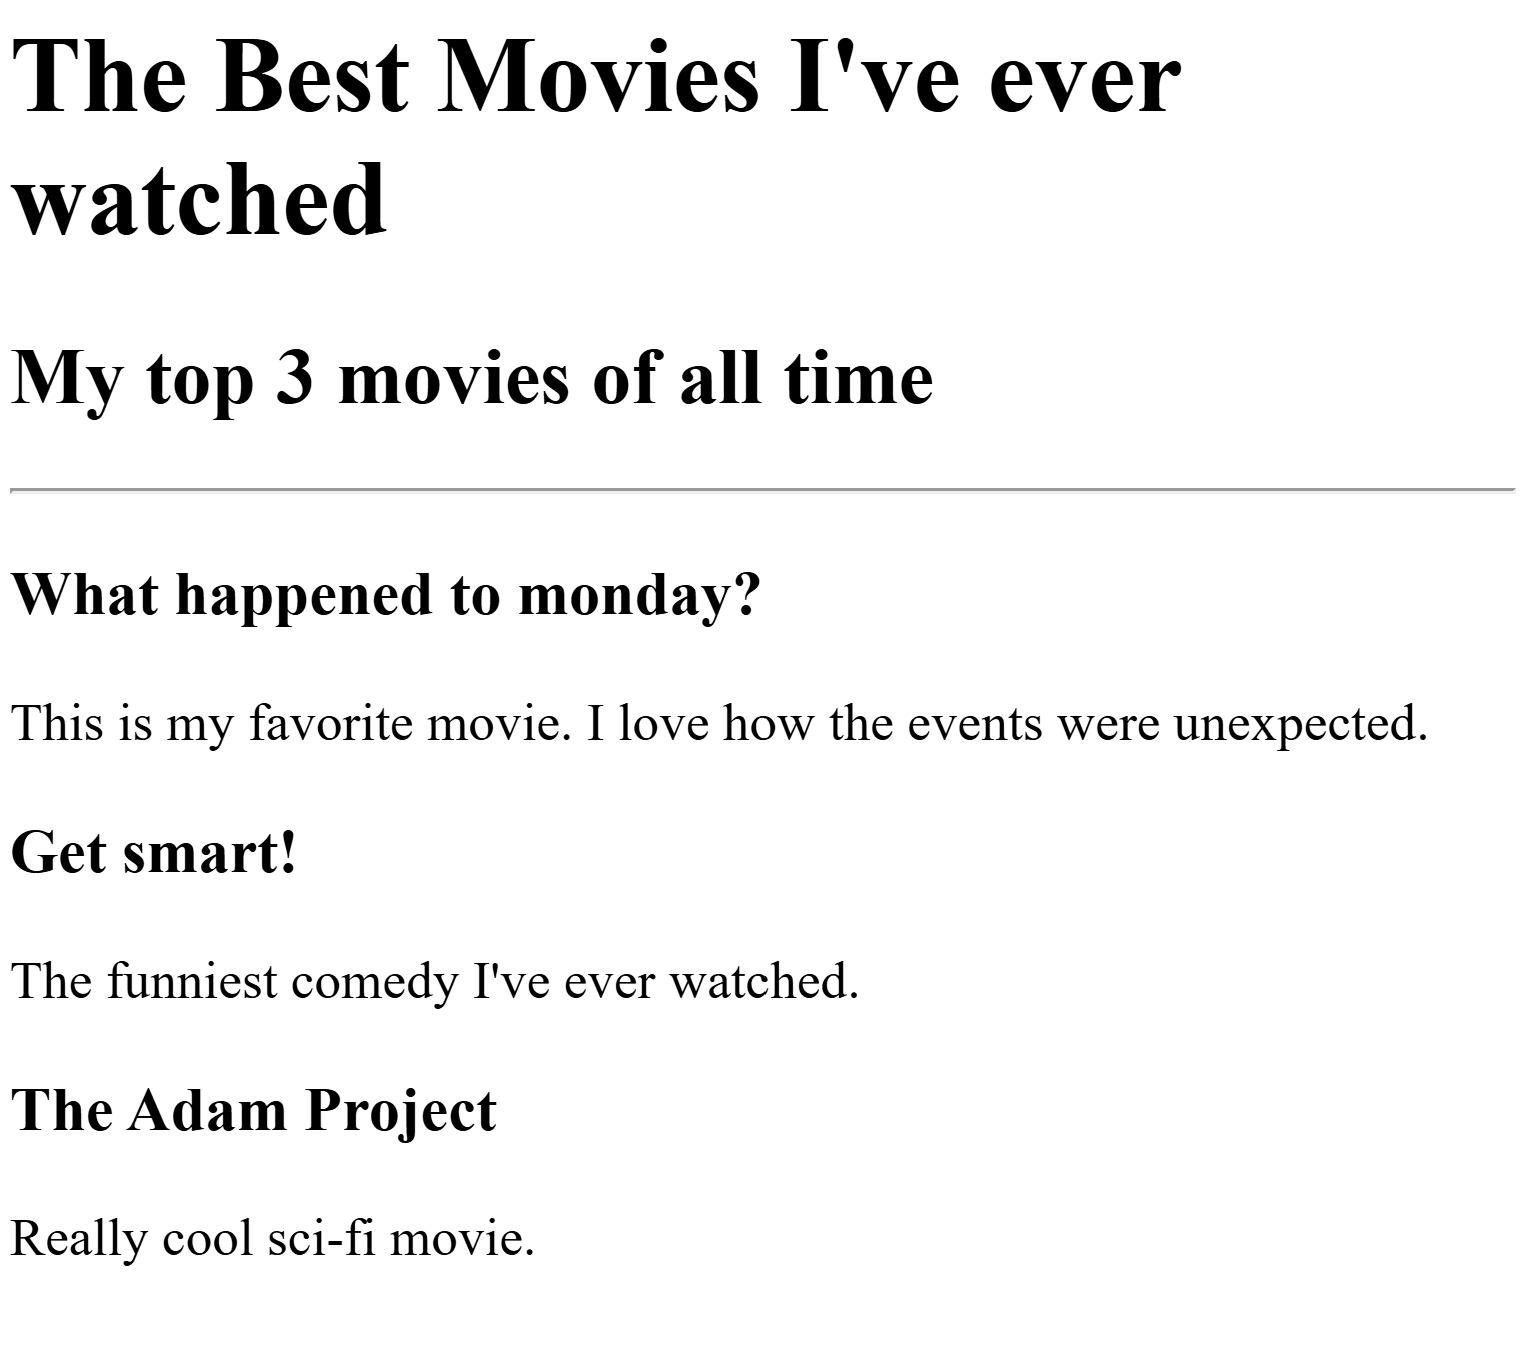 The Best Movies I've ever
watched
My top 3 movies of all time
What happened to monday?
This is my favorite movie. I love how the events were unexpected.
Get smart!
The funniest comedy I've ever watched.
The Adam Project
Really cool sci-fi movie.